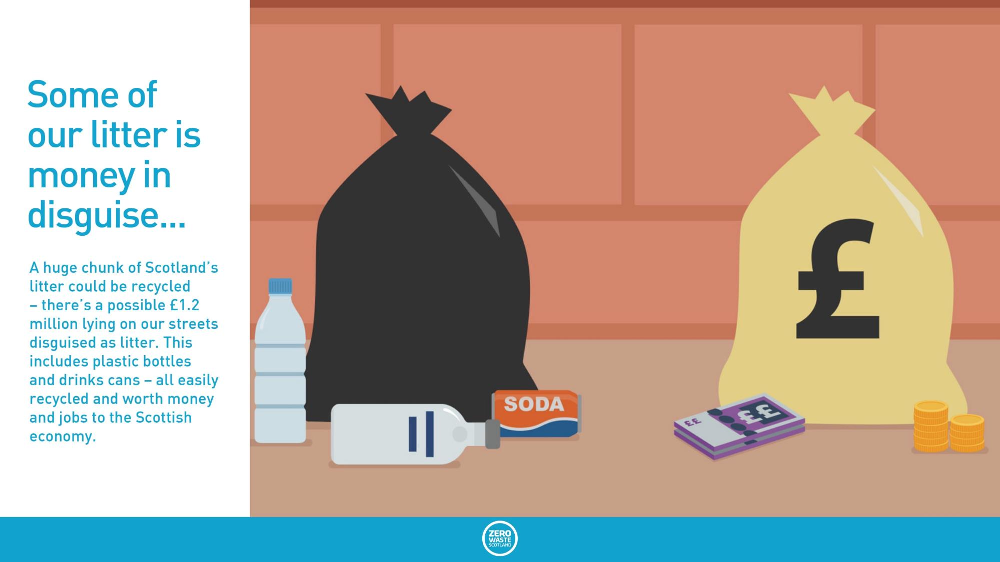 Some of
our litter is
money in
disguise...
A huge chunk of Scotland's
litter could be recycled
– there's a possible £1.2
million lying on our streets
disguised as litter. This
includes plastic bottles
and drinks cans – all easily
recycled and worth money
and jobs to the Scottish
economy.
£
SODA
££
££
ZERO
WASTE
SCOTLAND